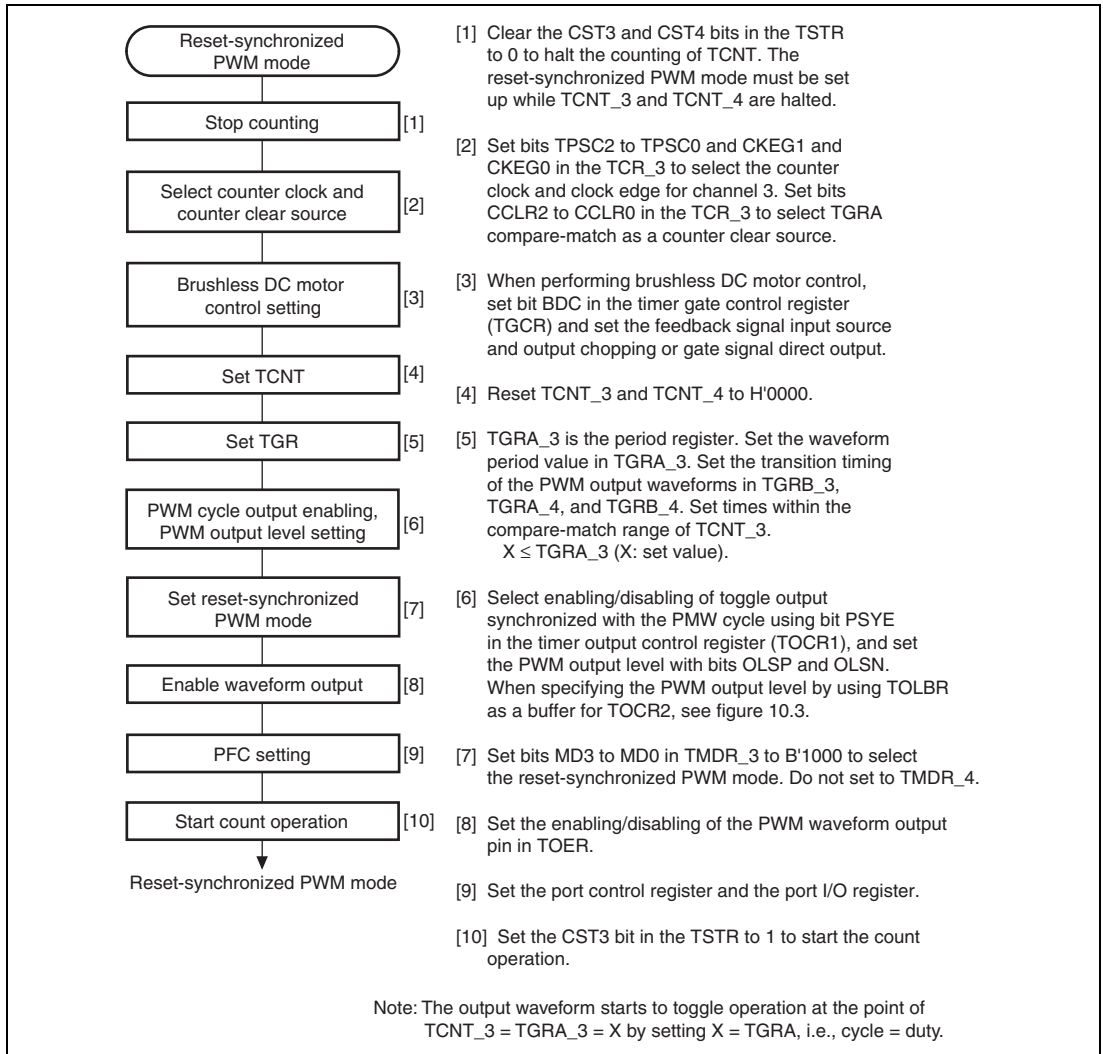 Reset-synchronized
PWM mode
Stop counting
[1]
Select counter clock and
counter clear source
[2]
Brushless DC motor
control setting
[3]
Set TCNT
[4]
Set TGR
[5]
PWM cycle output enabling,
PWM output level setting
[6]
Set reset-synchronized
PWM mode
[7]
Enable waveform output
[8]
PFC setting
[9]
Start count operation
[10]
Reset-synchronized PWM mode
[1] Clear the CST3 and CST4 bits in the TSTR
to 0 to halt the counting of TCNT. The
reset-synchronized PWM mode must be set
up while TCNT_3 and TCNT_4 are halted.
[2] Set bits TPSC2 to TPSC0 and CKEG1 and
CKEG0 in the TCR_3 to select the counter
clock and clock edge for channel 3. Set bits
CCLR2 to CCLR0 in the TCR_3 to select TGRA
compare-match as a counter clear source.
[3] When performing brushless DC motor control,
set bit BDC in the timer gate control register
(TGCR) and set the feedback signal input source
and output chopping or gate signal direct output.
[4] Reset TCNT_3 and TCNT_4 to H'0000.
[5] TGRA_3 is the period register. Set the waveform
period value in TGRA_3. Set the transition timing
of the PWM output waveforms in TGRB_3,
TGRA_4, and TGRB_4. Set times within the
compare-match range of TCNT_3.
X ≤ TGRA_3 (X: set value).
[6] Select enabling/disabling of toggle output
synchronized with the PMW cycle using bit PSYE
in the timer output control register (TOCR1), and set
the PWM output level with bits OLSP and OLSN.
When specifying the PWM output level by using TOLBR
as a buffer for TOCR2, see figure 10.3.
[7] Set bits MD3 to MD0 in TMDR_3 to B'1000 to select
the reset-synchronized PWM mode. Do not set to TMDR_4.
[8] Set the enabling/disabling of the PWM waveform output
pin in TOER.
[9] Set the port control register and the port I/O register.
[10] Set the CST3 bit in the TSTR to 1 to start the count
operation.
Note: The output waveform starts to toggle operation at the point of
TCNT_3 = TGRA_3 = X by setting X = TGRA, i.e., cycle = duty.